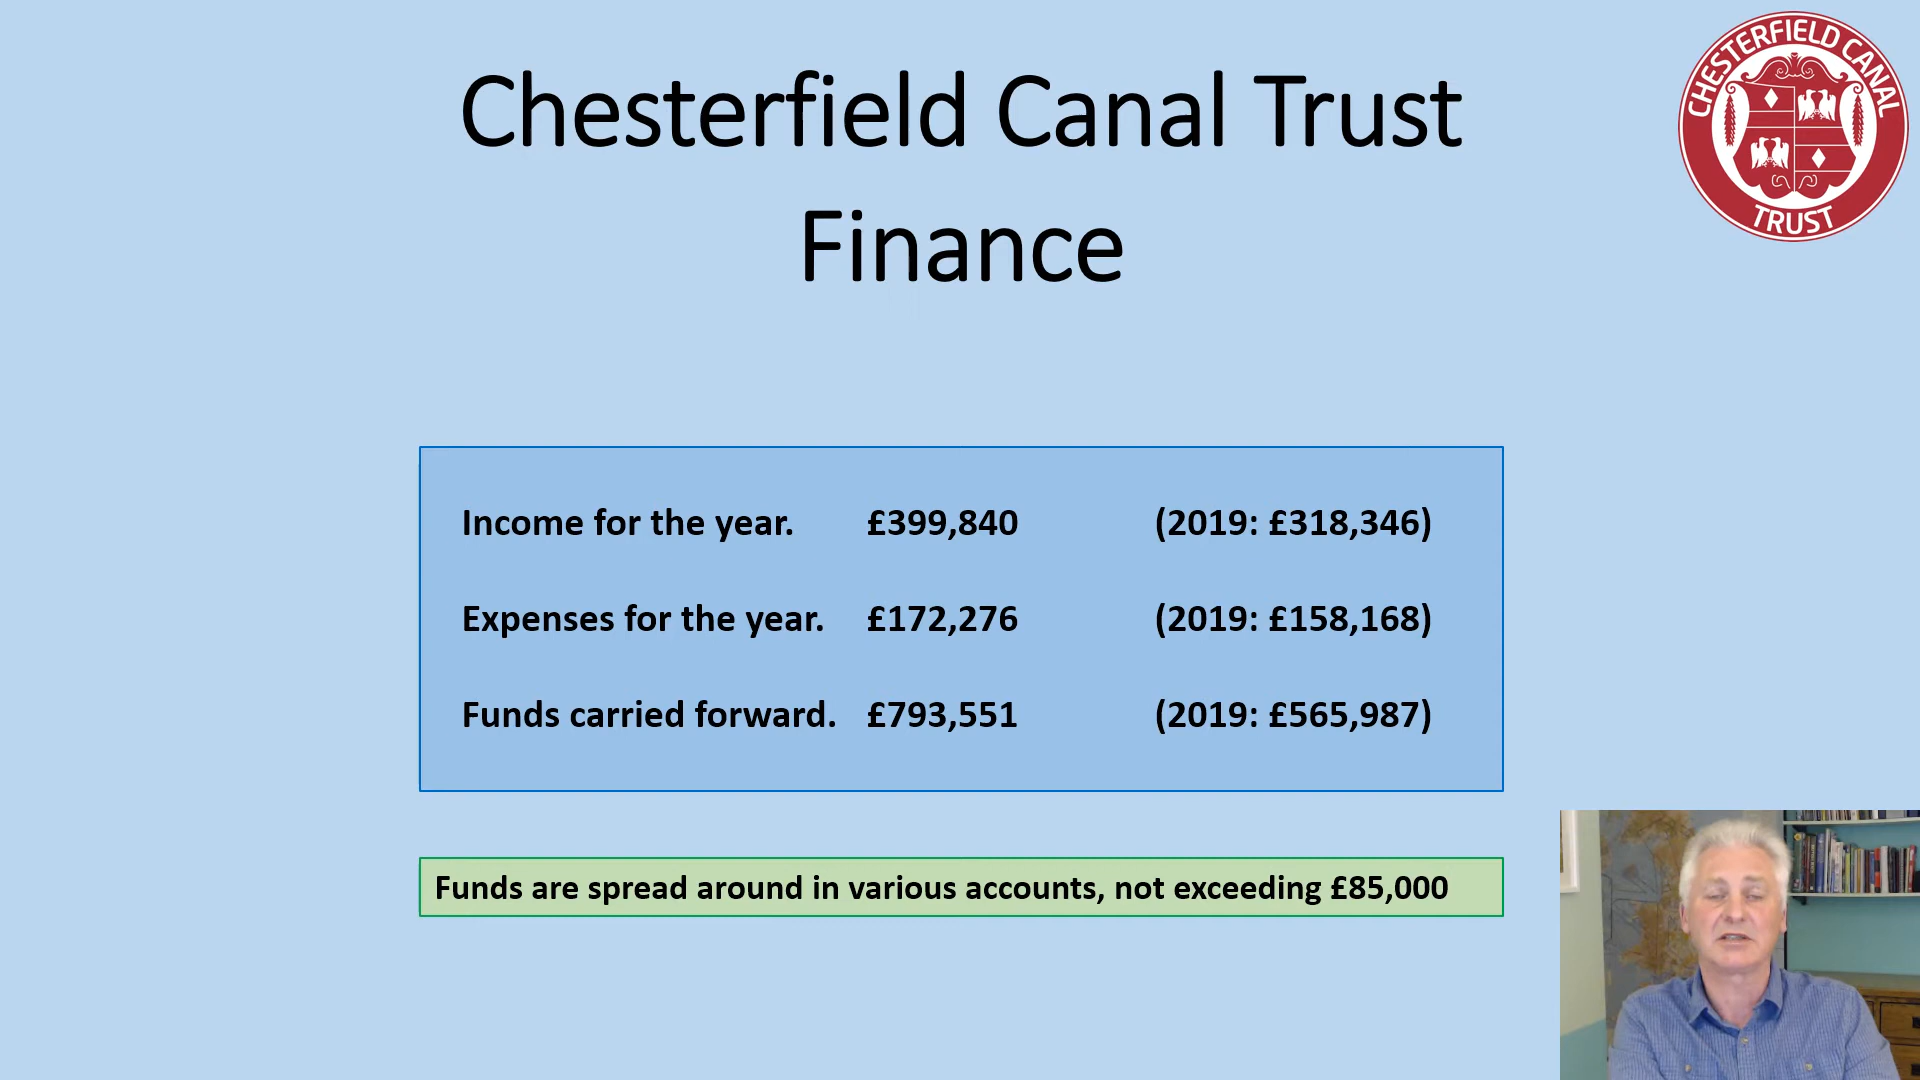 Chesterfield Canal Trust
Finance
CHESTERFIELD CANAL
TRUST
Income for the year. £399,840 (2019: £318,346)
Expenses for the year. £172,276 (2019: £158,168)
Funds carried forward. £793,551 (2019: £565,987)
Funds are spread around in various accounts, not exceeding £85,000